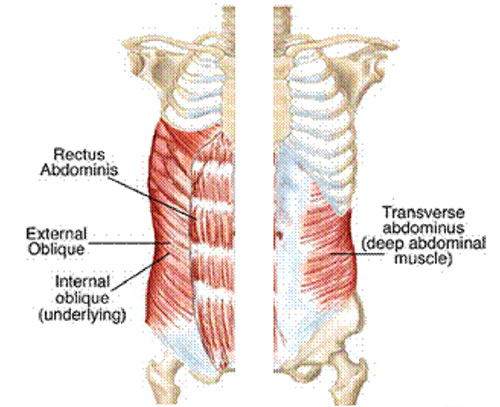 Rectus
Abdominis
External
Oblique
Internal
oblique
(underlying)
Transverse
abdominus
(deep abdominal
muscle)